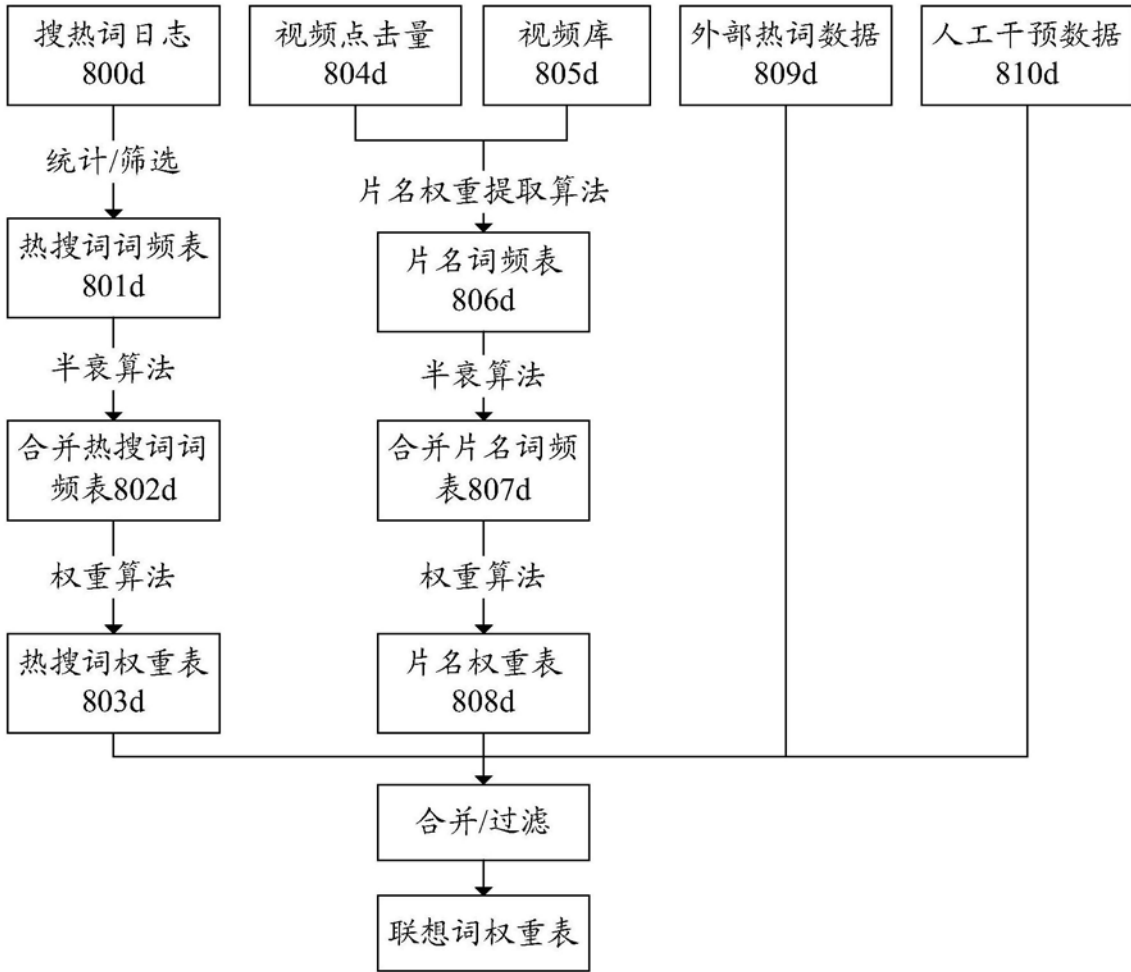 搜热词日志
800d
视频点击量
804d
视频库
805d
外部热词数据
809d
人工干预数据
810d
统计/筛选
片名权重提取算法
热搜词词频表
801d
片名词频表
806d
半衰算法
半衰算法
合并热搜词词
频表802d
合并片名词频
表807d
权重算法
权重算法
热搜词权重表
803d
片名权重表
808d
合并/过滤
联想词权重表